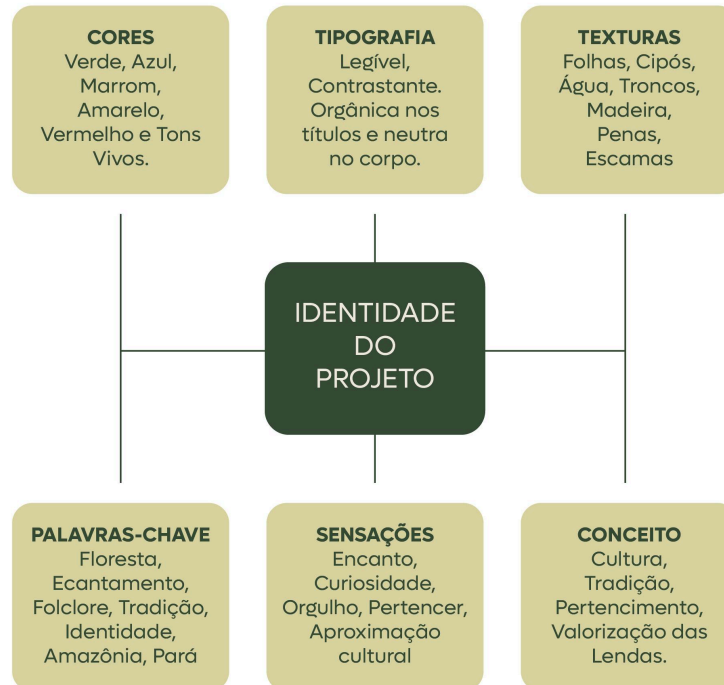 CORES
Verde, Azul,
Marrom,
Amarelo,
Vermelho e Tons
Vivos.
TIPOGRAFIA
Legível,
Contrastante.
Orgânica nos
títulos e neutra
no corpo.
TEXTURAS
Folhas, Cipós,
Água, Troncos,
Madeira,
Penas,
Escamas
IDENTIDADE
DO
PROJETO
PALAVRAS-CHAVE
Floresta,
Ecantamento,
Folclore, Tradição,
Identidade,
Amazônia, Pará
SENSAÇÕES
Encanto,
Curiosidade,
Orgulho, Pertencer,
Aproximação
cultural
CONCEITO
Cultura,
Tradição,
Pertencimento,
Valorização das
Lendas.